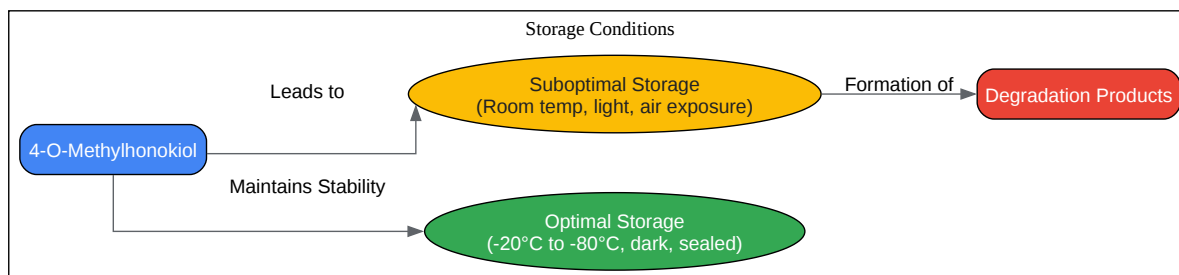 Storage Conditions
Leads to
Suboptimal Storage
(Room temp, light, air exposure)
Formation of
Degradation Products
4-O-Methylhonokiol
Maintains Stability
Optimal Storage
(-20°C to -80°C, dark, sealed)